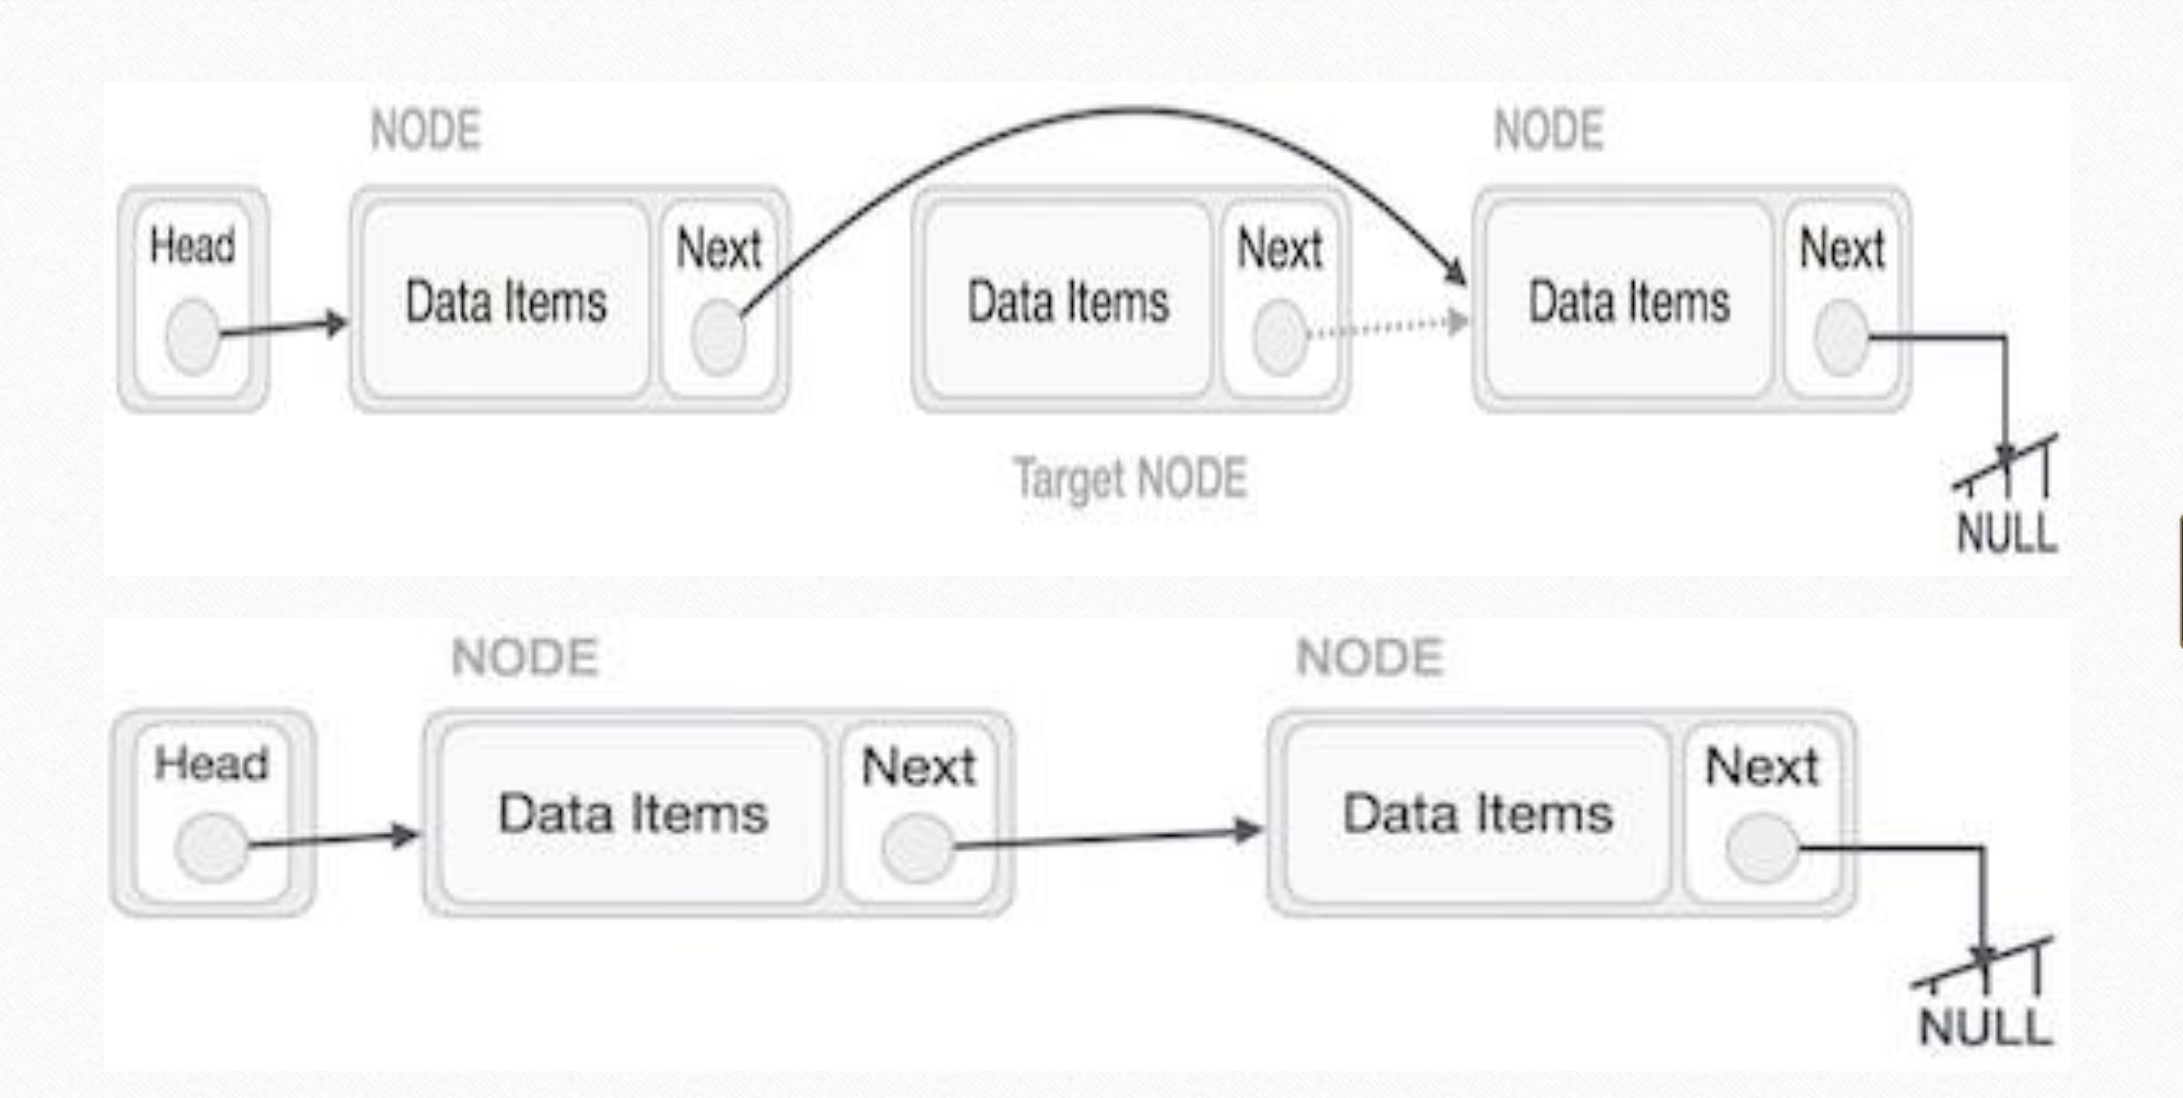 NODE NODE
Head Data Items Next Data Items Next Data Items Next
Target NODE
NULL
NODE NODE
Head Data Items Next Data Items Next
NULL